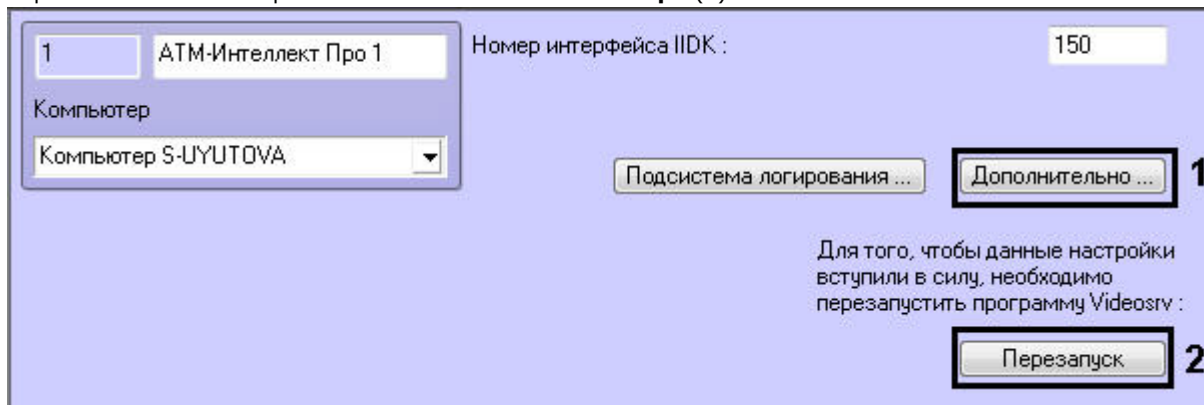 1
АТМ-Интеллект Про 1
Номер интерфейса IIDK :
150
Компьютер
Компьютер S-UYUTOVA
Подсистема логирования ...
Дополнительно ...
1
Для того, чтобы данные настройки
вступили в силу, необходимо
перезапустить программу Videosrv :
Перезапуск
2